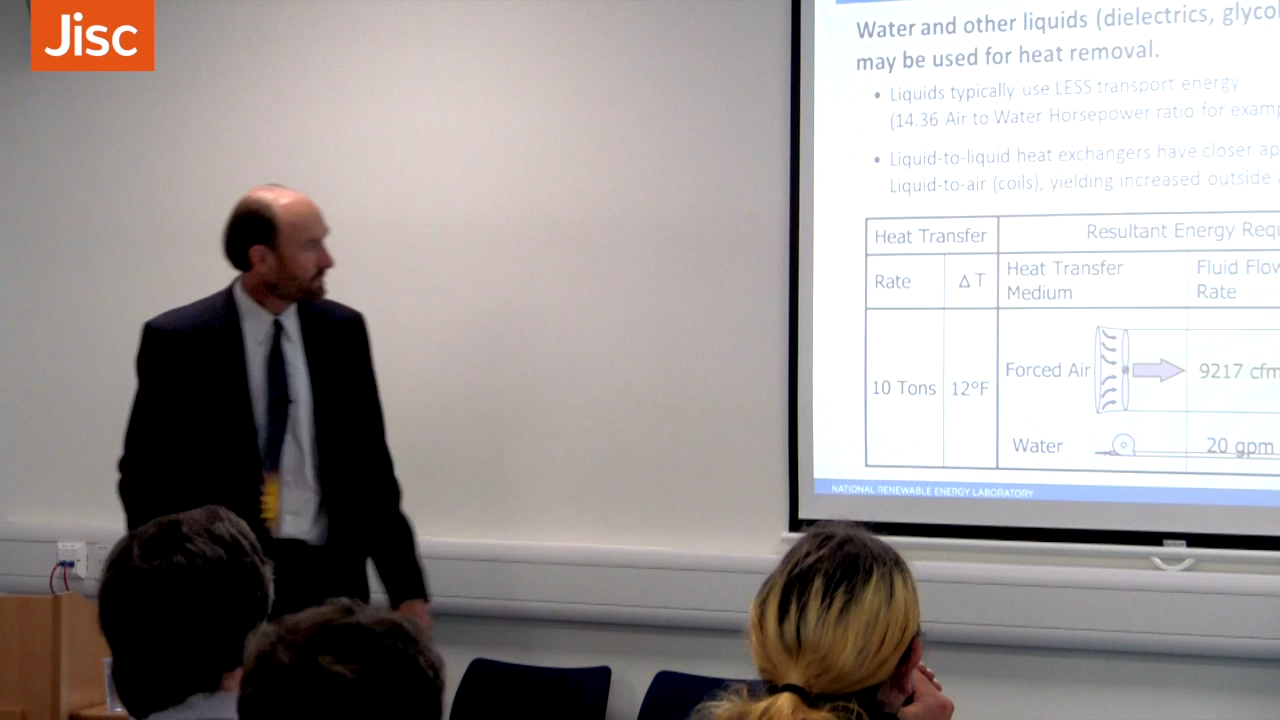 Jisc
Water and other liquids (dielectrics, glycol
may be used for heat removal.
• Liquids typically use LESS transport energy
(14.36 Air to Water Horsepower ratio for examp
• Liquid-to-liquid heat exchangers have closer ap
Liquid-to-air (coils), yielding increased outside
Heat Transfer
Resultant Energy Requ
Rate
Δ T
Heat Transfer
Medium
Fluid Flow
Rate
10 Tons
12°F
Forced Air
9217 cfm
Water
20 gpm
NATIONAL RENEWABLE ENERGY LABORATORY